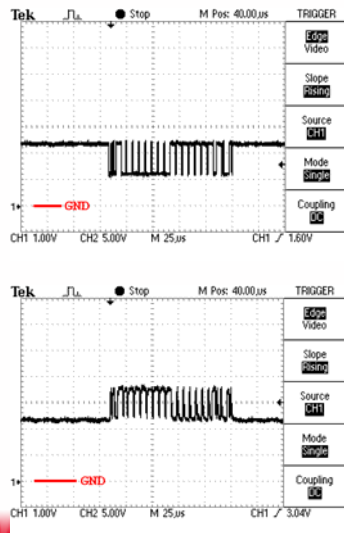 Tek Stop M Pos: 40.00µs TRIGGER
Edge
Video
Slope
Rising
Source
CH1
Mode
Single
Coupling
DC
1 GND
CH1 1.00V CH2 5.00V M 25µs CH1 1.60V
Tek Stop M Pos: 40.00µs TRIGGER
Edge
Video
Slope
Rising
Source
CH1
Mode
Single
Coupling
DC
1 GND
CH1 1.00V CH2 5.00V M 25µs CH1 3.04V